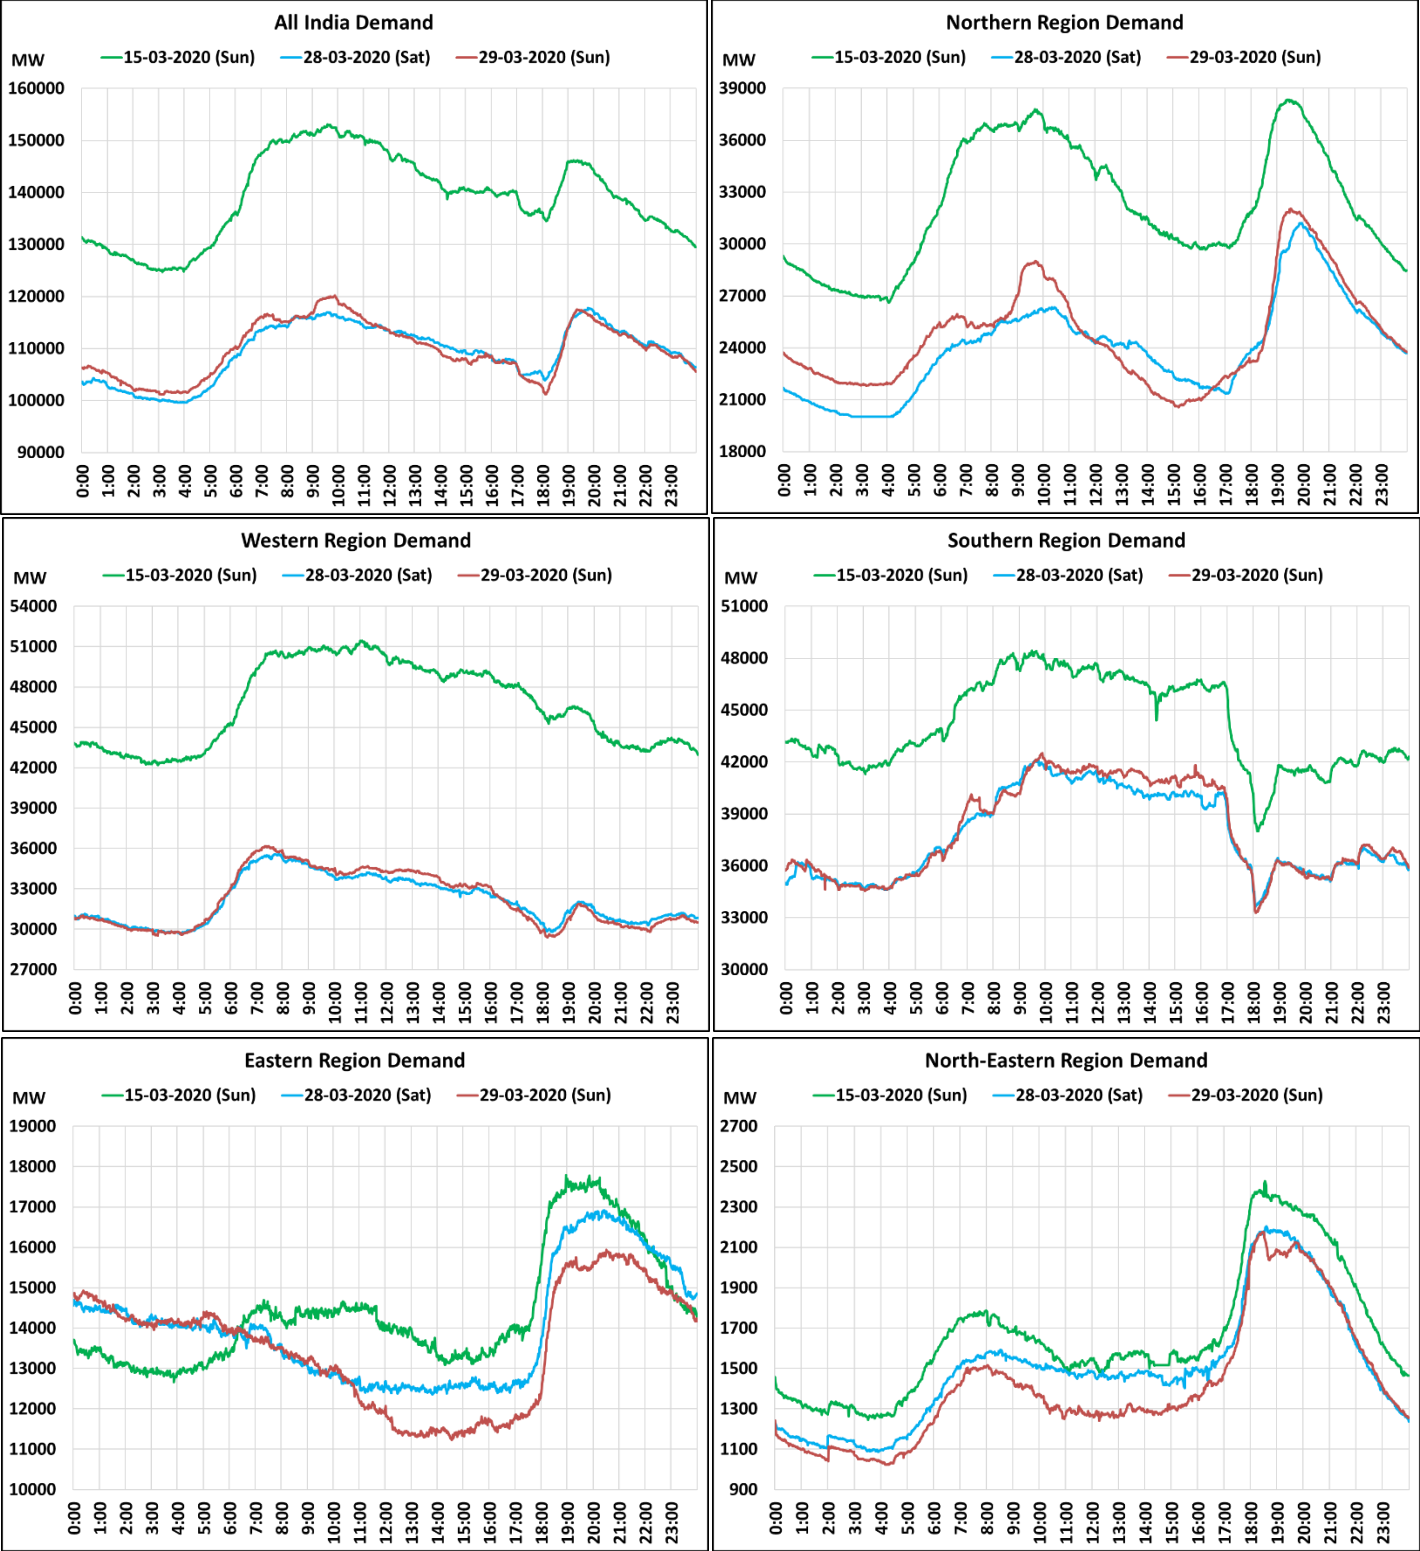 All India Demand
MW
15-03-2020 (Sun) 28-03-2020 (Sat) 29-03-2020 (Sun)
160000
150000
140000
130000
120000
110000
100000
90000
0:00 1:00 2:00 3:00 4:00 5:00 6:00 7:00 8:00 9:00 10:00 11:00 12:00 13:00 14:00 15:00 16:00 17:00 18:00 19:00 20:00 21:00 22:00 23:00
Northern Region Demand
MW
15-03-2020 (Sun) 28-03-2020 (Sat) 29-03-2020 (Sun)
39000
36000
33000
30000
27000
24000
21000
18000
0:00 1:00 2:00 3:00 4:00 5:00 6:00 7:00 8:00 9:00 10:00 11:00 12:00 13:00 14:00 15:00 16:00 17:00 18:00 19:00 20:00 21:00 22:00 23:00
Western Region Demand
MW
15-03-2020 (Sun) 28-03-2020 (Sat) 29-03-2020 (Sun)
54000
51000
48000
45000
42000
39000
36000
33000
30000
27000
0:00 1:00 2:00 3:00 4:00 5:00 6:00 7:00 8:00 9:00 10:00 11:00 12:00 13:00 14:00 15:00 16:00 17:00 18:00 19:00 20:00 21:00 22:00 23:00
Southern Region Demand
MW
15-03-2020 (Sun) 28-03-2020 (Sat) 29-03-2020 (Sun)
51000
48000
45000
42000
39000
36000
33000
30000
0:00 1:00 2:00 3:00 4:00 5:00 6:00 7:00 8:00 9:00 10:00 11:00 12:00 13:00 14:00 15:00 16:00 17:00 18:00 19:00 20:00 21:00 22:00 23:00
Eastern Region Demand
MW
15-03-2020 (Sun) 28-03-2020 (Sat) 29-03-2020 (Sun)
19000
18000
17000
16000
15000
14000
13000
12000
11000
10000
0:00 1:00 2:00 3:00 4:00 5:00 6:00 7:00 8:00 9:00 10:00 11:00 12:00 13:00 14:00 15:00 16:00 17:00 18:00 19:00 20:00 21:00 22:00 23:00
North-Eastern Region Demand
MW
15-03-2020 (Sun) 28-03-2020 (Sat) 29-03-2020 (Sun)
2700
2500
2300
2100
1900
1700
1500
1300
1100
900
0:00 1:00 2:00 3:00 4:00 5:00 6:00 7:00 8:00 9:00 10:00 11:00 12:00 13:00 14:00 15:00 16:00 17:00 18:00 19:00 20:00 21:00 22:00 23:00